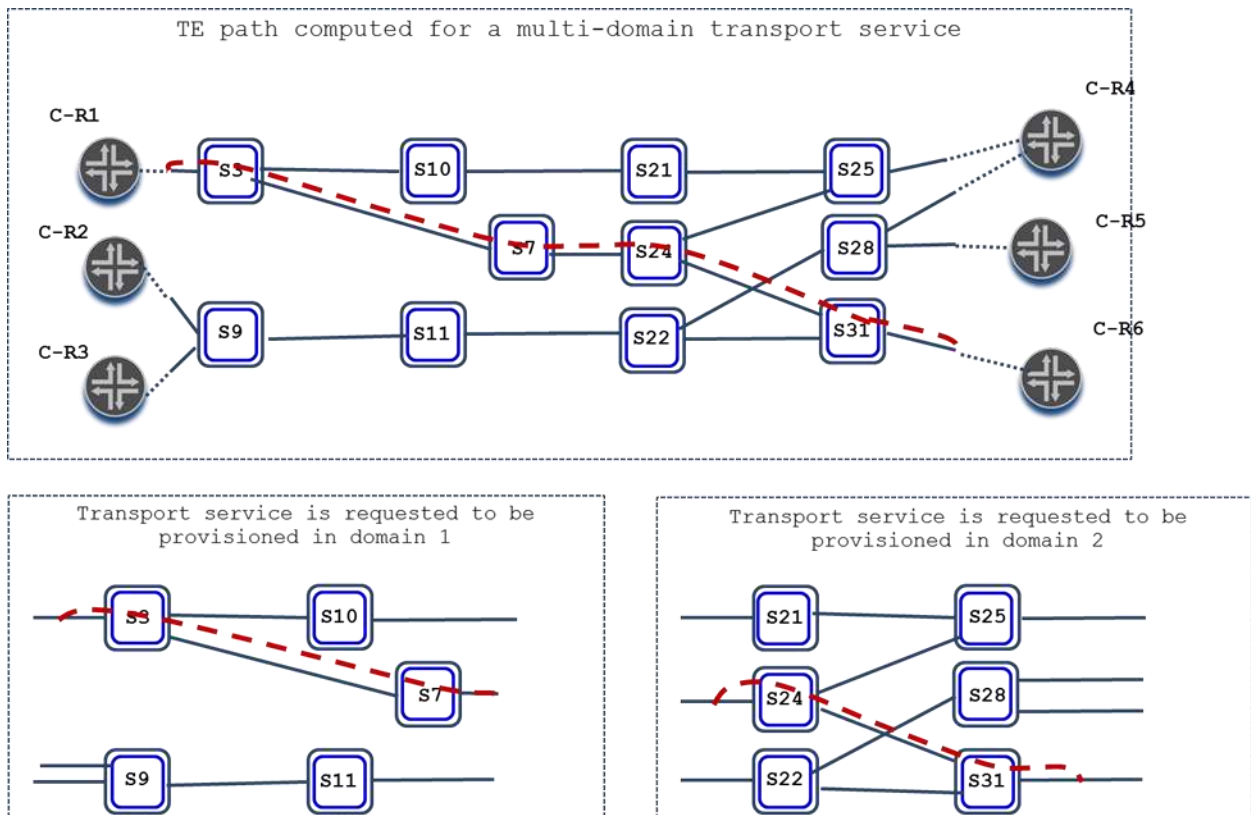 TE path computed for a multi-domain transport service
C-R1
C-R4
S3
S10
S21
S25
C-R2
C-R5
S7
S24
S28
C-R3
C-R6
S9
S11
S22
S31
Transport service is requested to be
provisioned in domain 1
S3
S10
S7
S9
S11
Transport service is requested to be
provisioned in domain 2
S21
S25
S24
S28
S22
S31